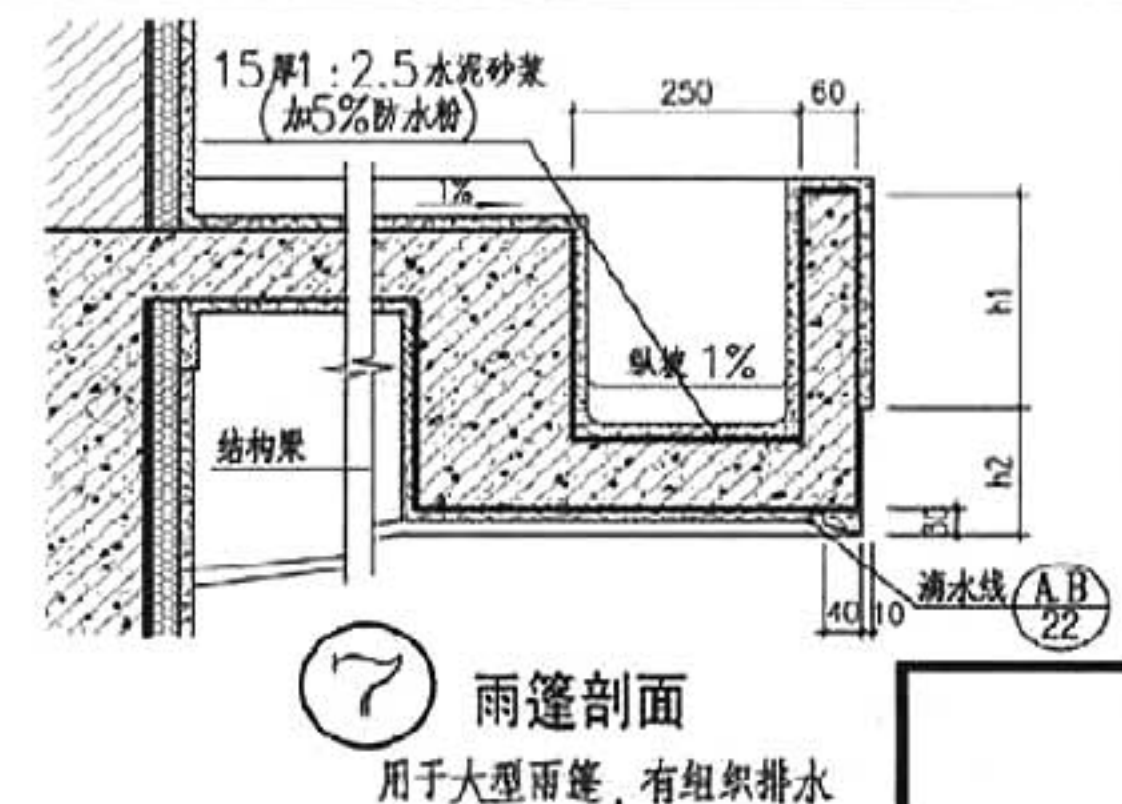 15厚1:2.5水泥砂浆
(加5%防水粉)
250
60
1%
h1
纵坡 1%
结构梁
h2
30
滴水线
A.B
22
40
10
7
雨篷剖面
用于大型雨篷，有组织排水